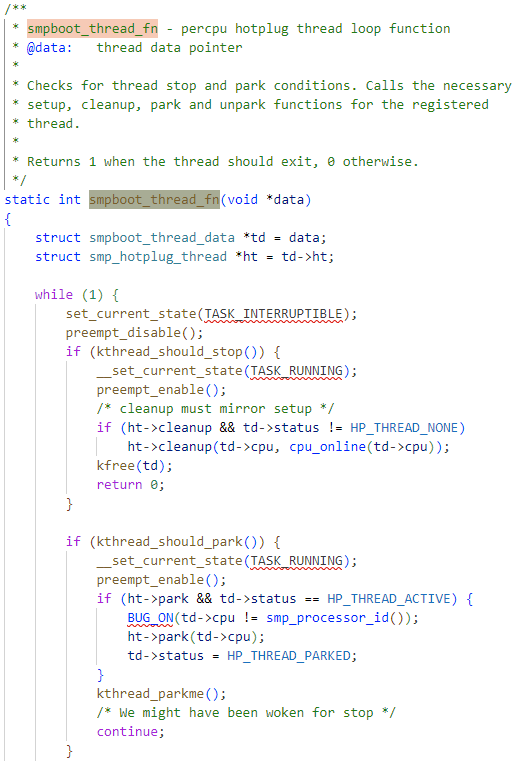 /**
 * smpboot_thread_fn - percpu hotplug thread loop function
 * @data:   thread data pointer
 *
 * Checks for thread stop and park conditions. Calls the necessary
 * setup, cleanup, park and unpark functions for the registered
 * thread.
 *
 * Returns 1 when the thread should exit, 0 otherwise.
 */
static int smpboot_thread_fn(void *data)
{
    struct smpboot_thread_data *td = data;
    struct smp_hotplug_thread *ht = td->ht;

    while (1) {
        set_current_state(TASK_INTERRUPTIBLE);
        preempt_disable();
        if (kthread_should_stop()) {
            __set_current_state(TASK_RUNNING);
            preempt_enable();
            /* cleanup must mirror setup */
            if (ht->cleanup && td->status != HP_THREAD_NONE)
                ht->cleanup(td->cpu, cpu_online(td->cpu));
            kfree(td);
            return 0;
        }

        if (kthread_should_park()) {
            __set_current_state(TASK_RUNNING);
            preempt_enable();
            if (ht->park && td->status == HP_THREAD_ACTIVE) {
                BUG_ON(td->cpu != smp_processor_id());
                ht->park(td->cpu);
                td->status = HP_THREAD_PARKED;
            }
            kthread_parkme();
            /* We might have been woken for stop */
            continue;
        }